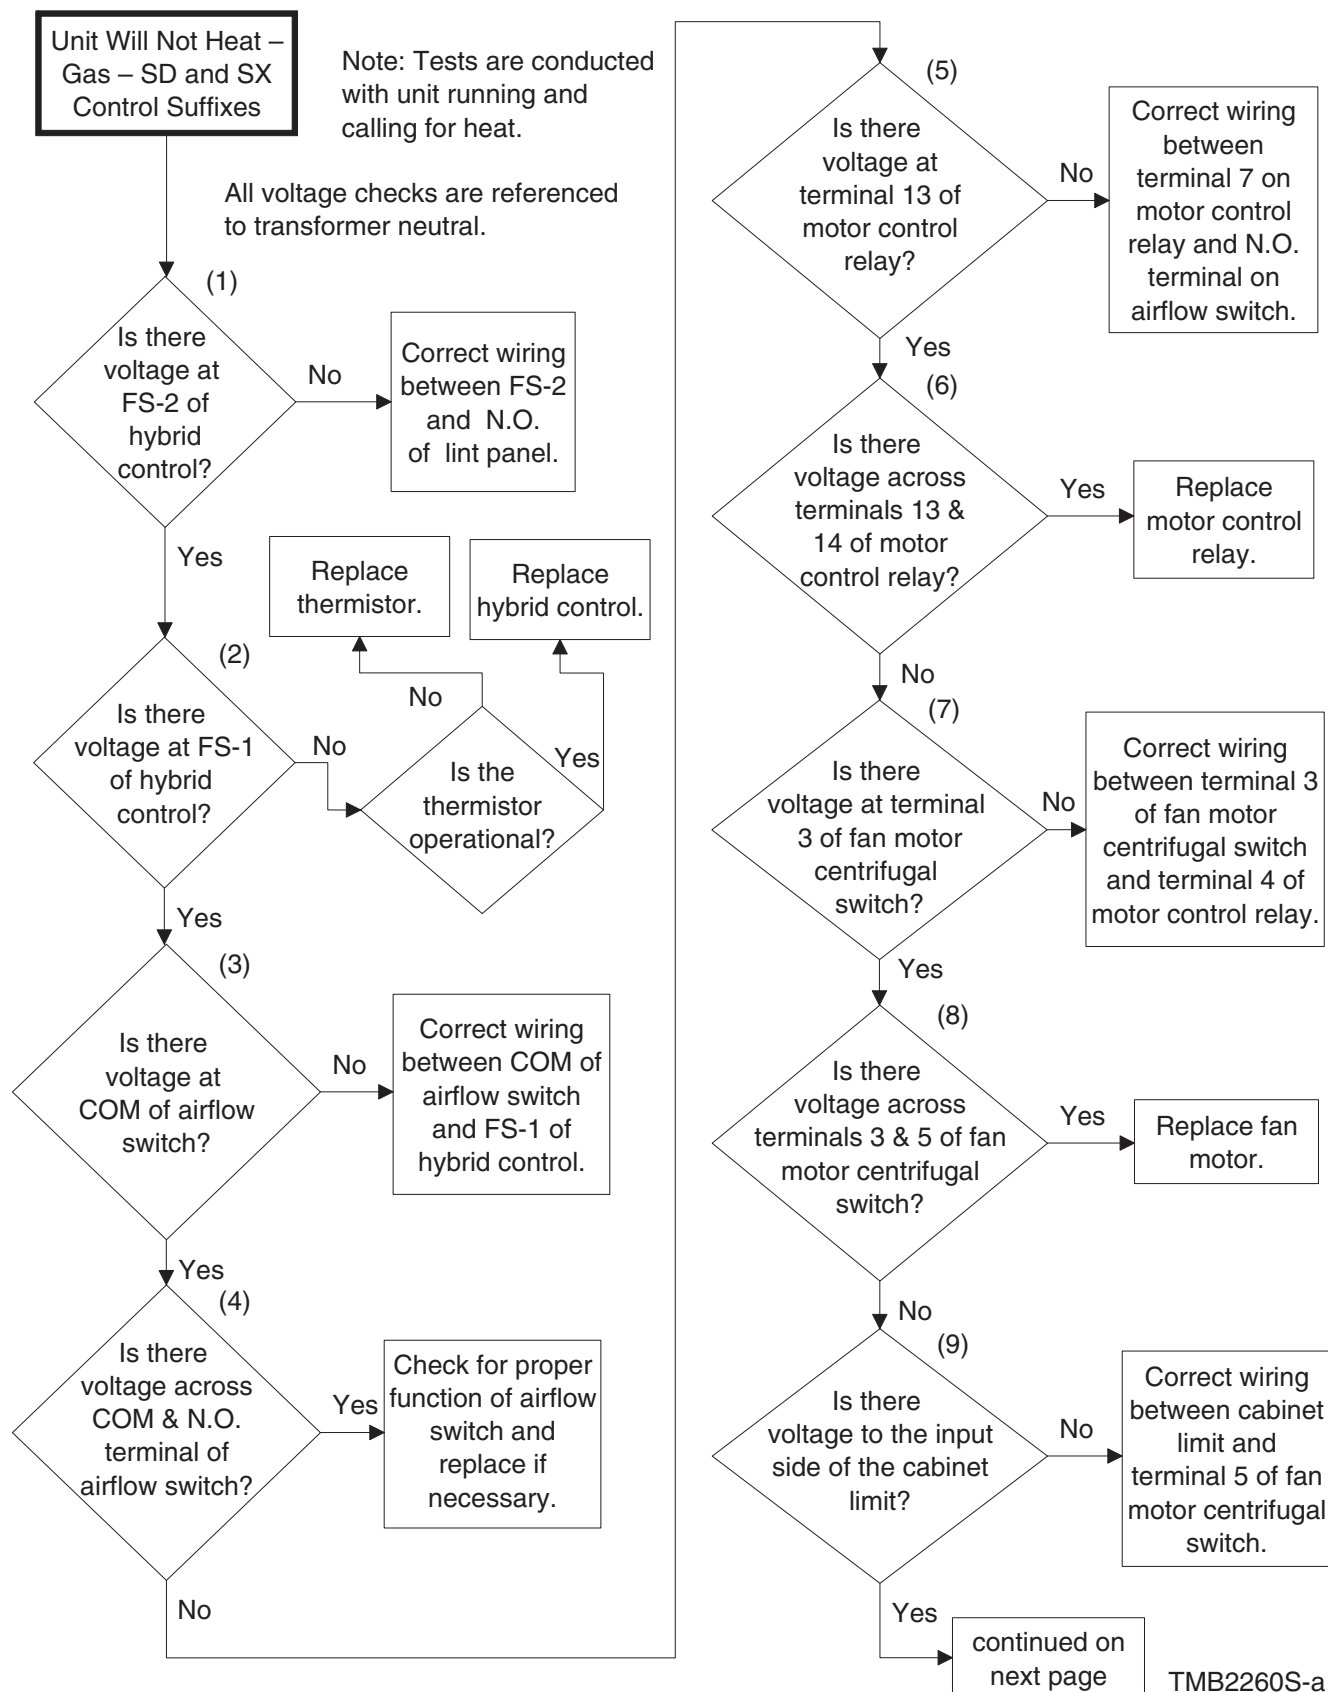 Unit Will Not Heat –
Gas – SD and SX
Control Suffixes
Note: Tests are conducted
with unit running and
calling for heat.
All voltage checks are referenced
to transformer neutral.
(1)
Is there
voltage at
FS-2 of
hybrid
control?
No
Correct wiring
between FS-2
and N.O.
of lint panel.
Yes
(2)
Is there
voltage at FS-1
of hybrid
control?
No
Is the
thermistor
operational?
No
Replace
thermistor.
Yes
Replace
hybrid control.
Yes
(3)
Is there
voltage at
COM of airflow
switch?
No
Correct wiring
between COM of
airflow switch
and FS-1 of
hybrid control.
Yes
(4)
Is there
voltage across
COM & N.O.
terminal of
airflow switch?
Yes
Check for proper
function of airflow
switch and
replace if
necessary.
No
(5)
Is there
voltage at
terminal 13 of
motor control
relay?
No
Correct wiring
between
terminal 7 on
motor control
relay and N.O.
terminal on
airflow switch.
Yes
(6)
Is there
voltage across
terminals 13 &
14 of motor
control relay?
Yes
Replace
motor control
relay.
No
(7)
Is there
voltage at terminal
3 of fan motor
centrifugal
switch?
No
Correct wiring
between terminal 3
of fan motor
centrifugal switch
and terminal 4 of
motor control relay.
Yes
(8)
Is there
voltage across
terminals 3 & 5 of fan
motor centrifugal
switch?
Yes
Replace fan
motor.
No
(9)
Is there
voltage to the input
side of the cabinet
limit?
No
Correct wiring
between cabinet
limit and
terminal 5 of fan
motor centrifugal
switch.
Yes
continued on
next page
TMB2260S-a